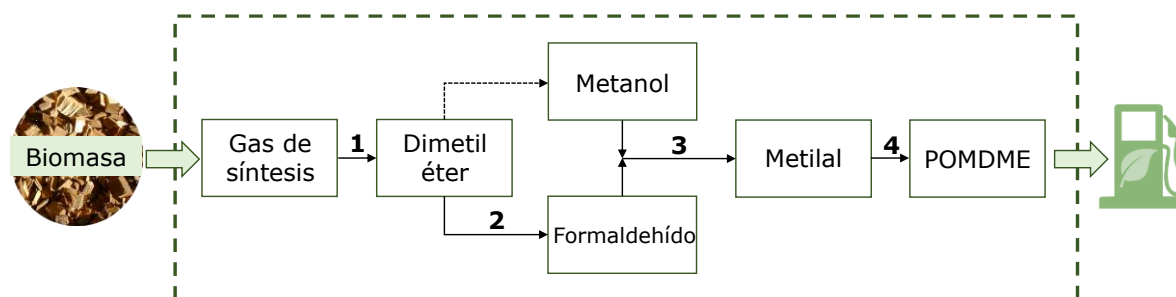 Biomasa
Gas de
síntesis
1
Dimetil
éter
2
Metanol
Formaldehído
3
Metilal
4
POMDME